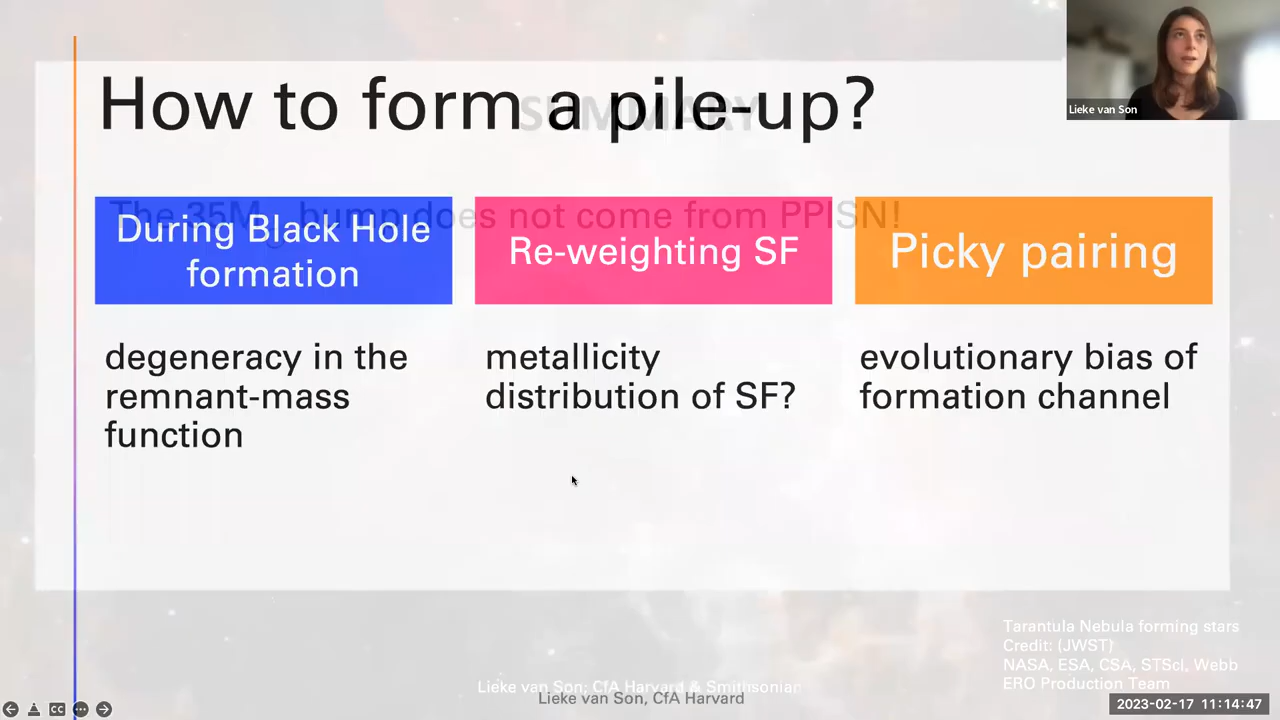 How to form a pile-up?
SUMMARY
Lieke van Son
The 35M☉ bump does not come from PPISN!
During Black Hole
formation
Re-weighting SF
Picky pairing
degeneracy in the
remnant-mass
function
metallicity
distribution of SF?
evolutionary bias of
formation channel
Tarantula Nebula forming stars
Credit: (JWST)
NASA, ESA, CSA, STScI, Webb
ERO Production Team
Lieke van Son; CfA Harvard & Smithsonian
Lieke van Son, CfA Harvard
CC
2023-02-17 11:14:47